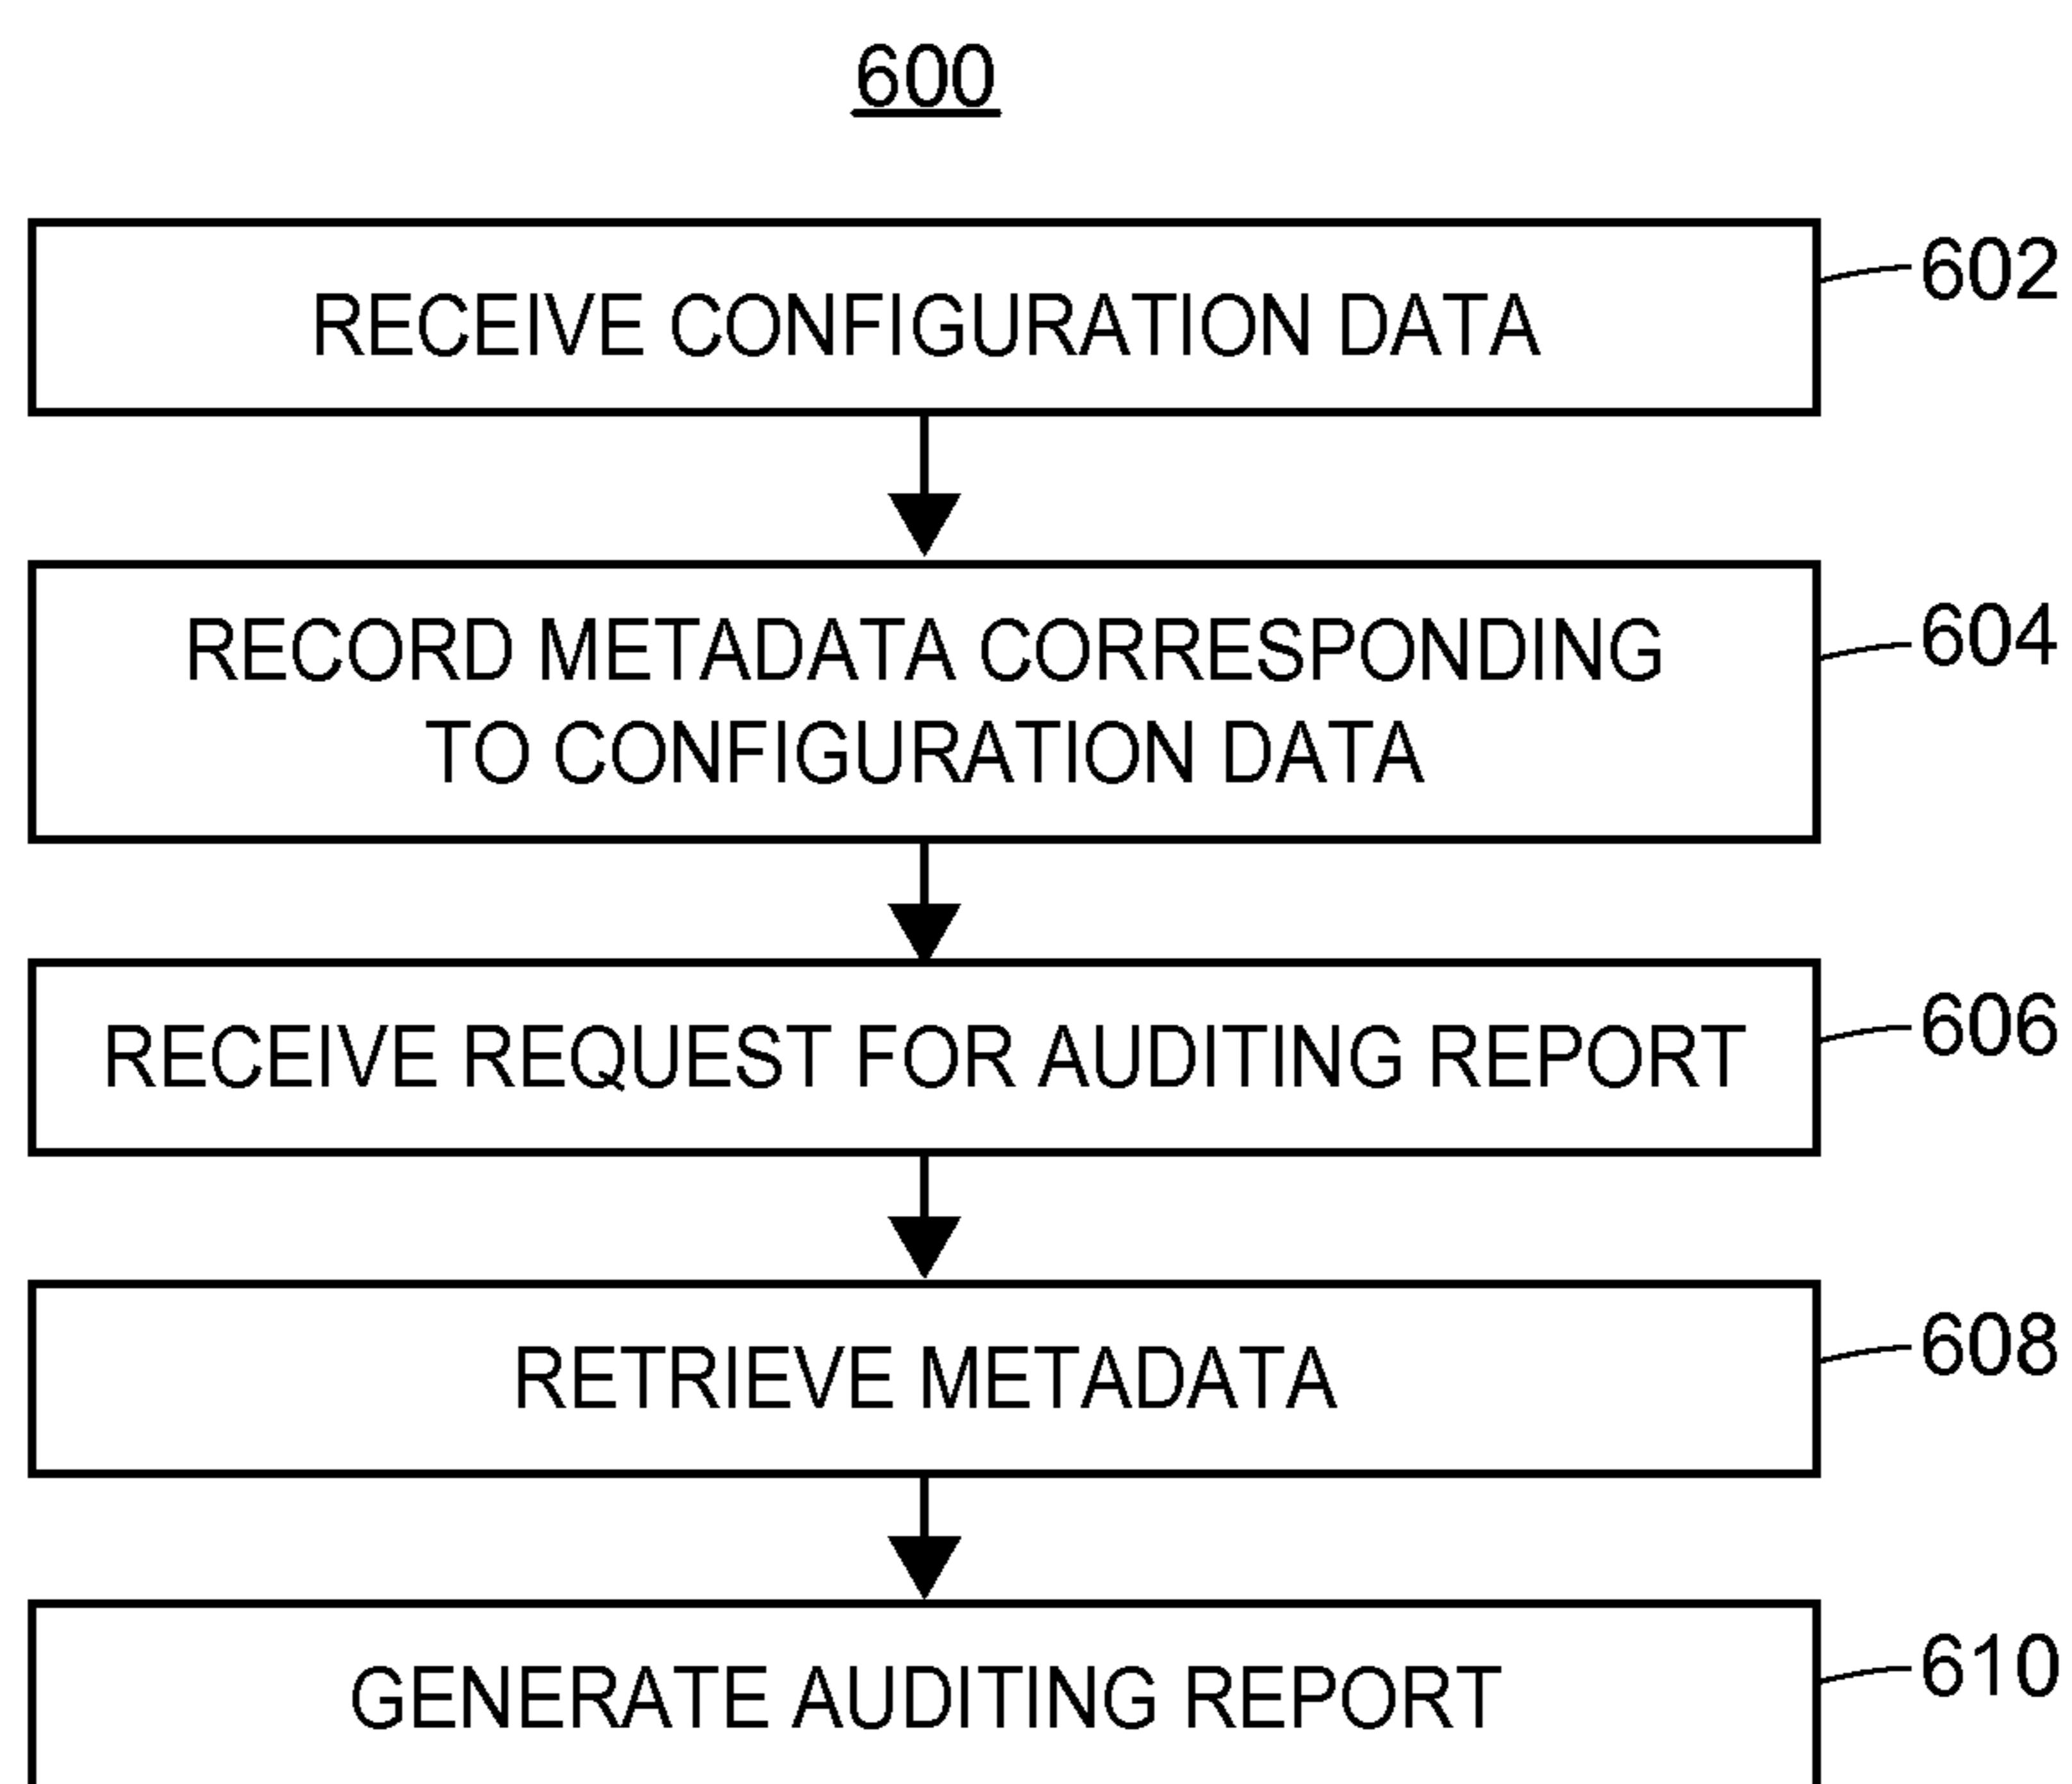 600
RECEIVE CONFIGURATION DATA
602
RECORD METADATA CORRESPONDING
TO CONFIGURATION DATA
604
RECEIVE REQUEST FOR AUDITING REPORT
606
RETRIEVE METADATA
608
GENERATE AUDITING REPORT
610